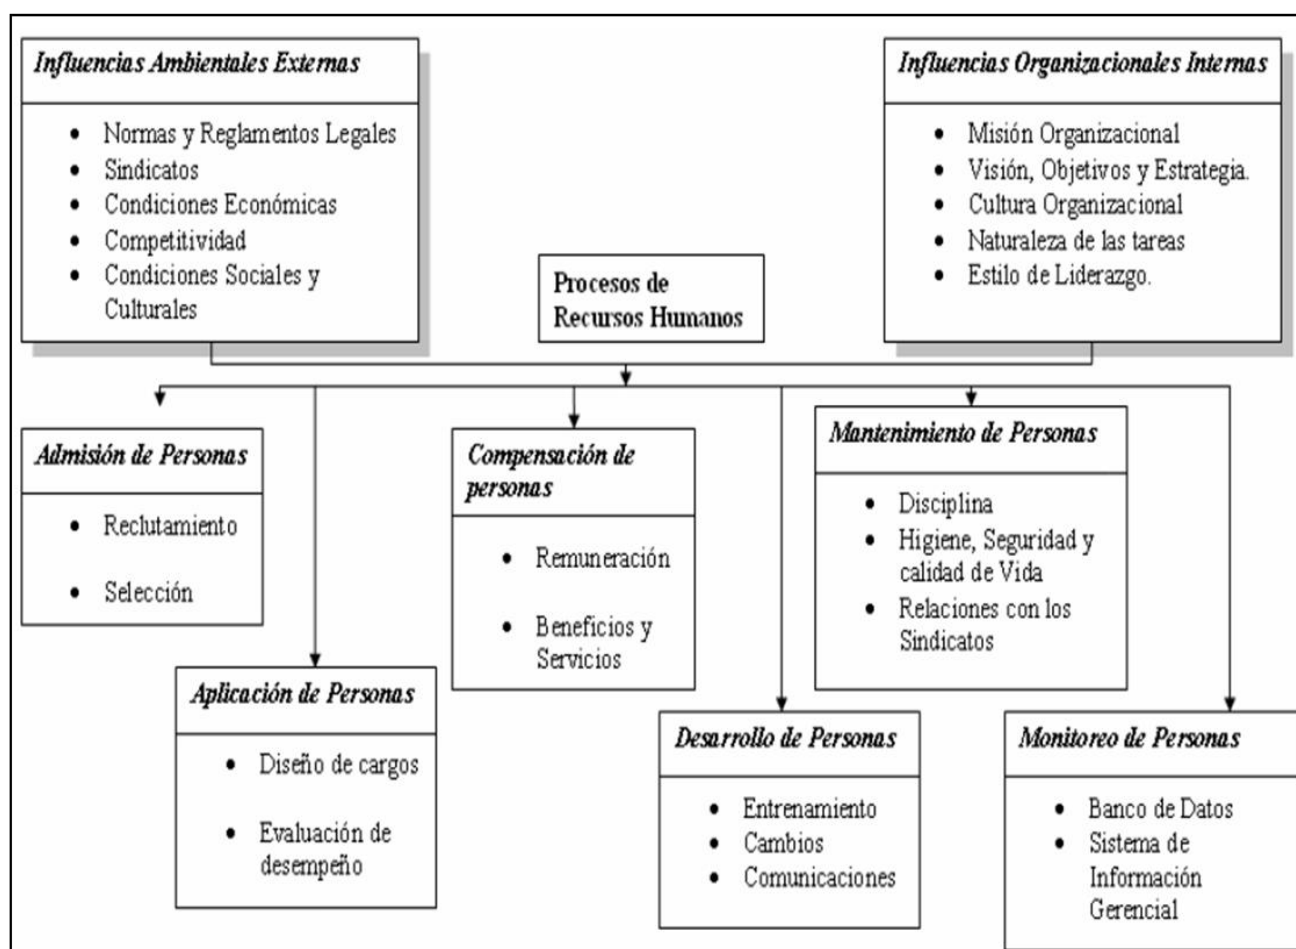 Influencias Ambientales Externas
• Normas y Reglamentos Legales
• Sindicatos
• Condiciones Económicas
• Competitividad
• Condiciones Sociales y
Culturales
Influencias Organizacionales Internas
• Misión Organizacional
• Visión, Objetivos y Estrategia.
• Cultura Organizacional
• Naturaleza de las tareas
• Estilo de Liderazgo.
Procesos de
Recursos Humanos
Admisión de Personas
• Reclutamiento
• Selección
Aplicación de Personas
• Diseño de cargos
• Evaluación de
desempeño
Compensación de
personas
• Remuneración
• Beneficios y
Servicios
Desarrollo de Personas
• Entrenamiento
• Cambios
• Comunicaciones
Mantenimiento de Personas
• Disciplina
• Higiene, Seguridad y
calidad de Vida
• Relaciones con los
Sindicatos
Monitoreo de Personas
• Banco de Datos
• Sistema de
Información
Gerencial